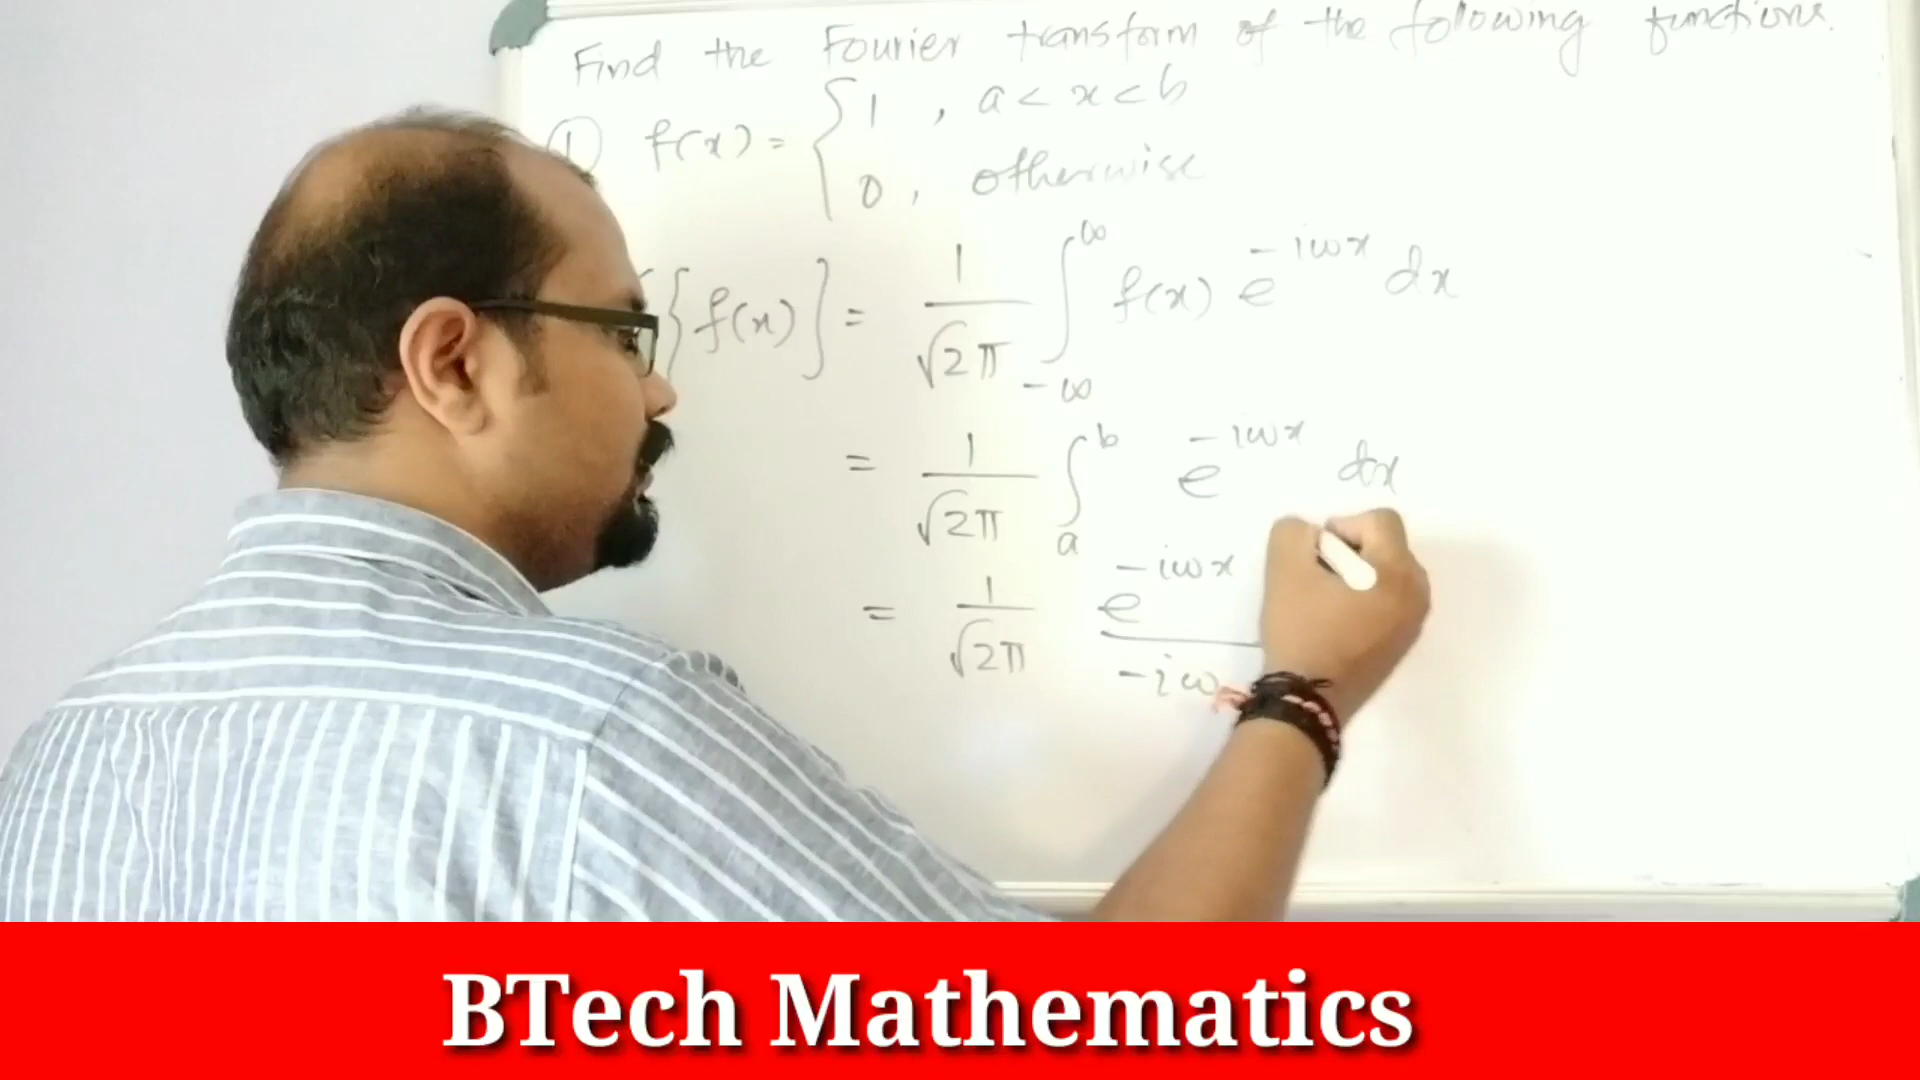 Find the Fourier transform of the following functions.
① f(x) = { 1 , a < x < b
0 , otherwise
{f(x)} = 1/√2π ∫_{-∞}^{∞} f(x) e^{-iωx} dx
= 1/√2π ∫_a^b e^{-iωx} dx
= 1/√2π e^{-iωx}/-iω
BTech Mathematics